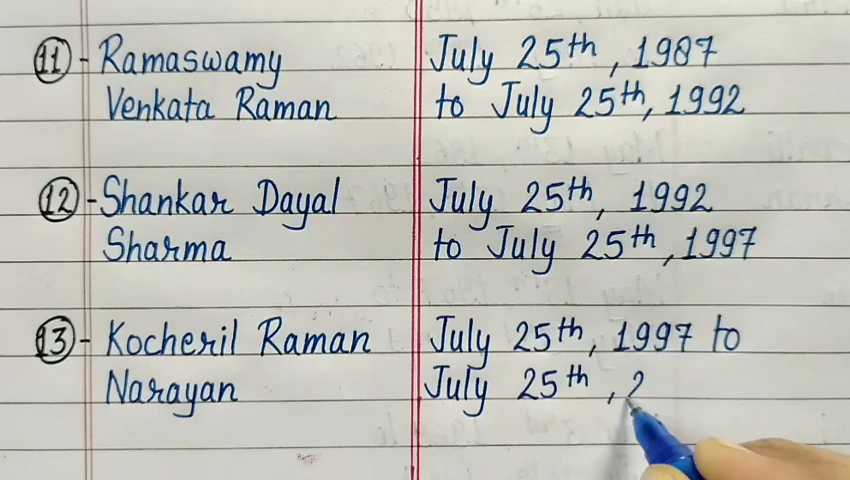 11 - Ramaswamy July 25th, 1987
Venkata Raman to July 25th, 1992
12 - Shankar Dayal July 25th, 1992
Sharma to July 25th, 1997
13 - Kocheril Raman July 25th, 1997 to
Narayan July 25th, 2